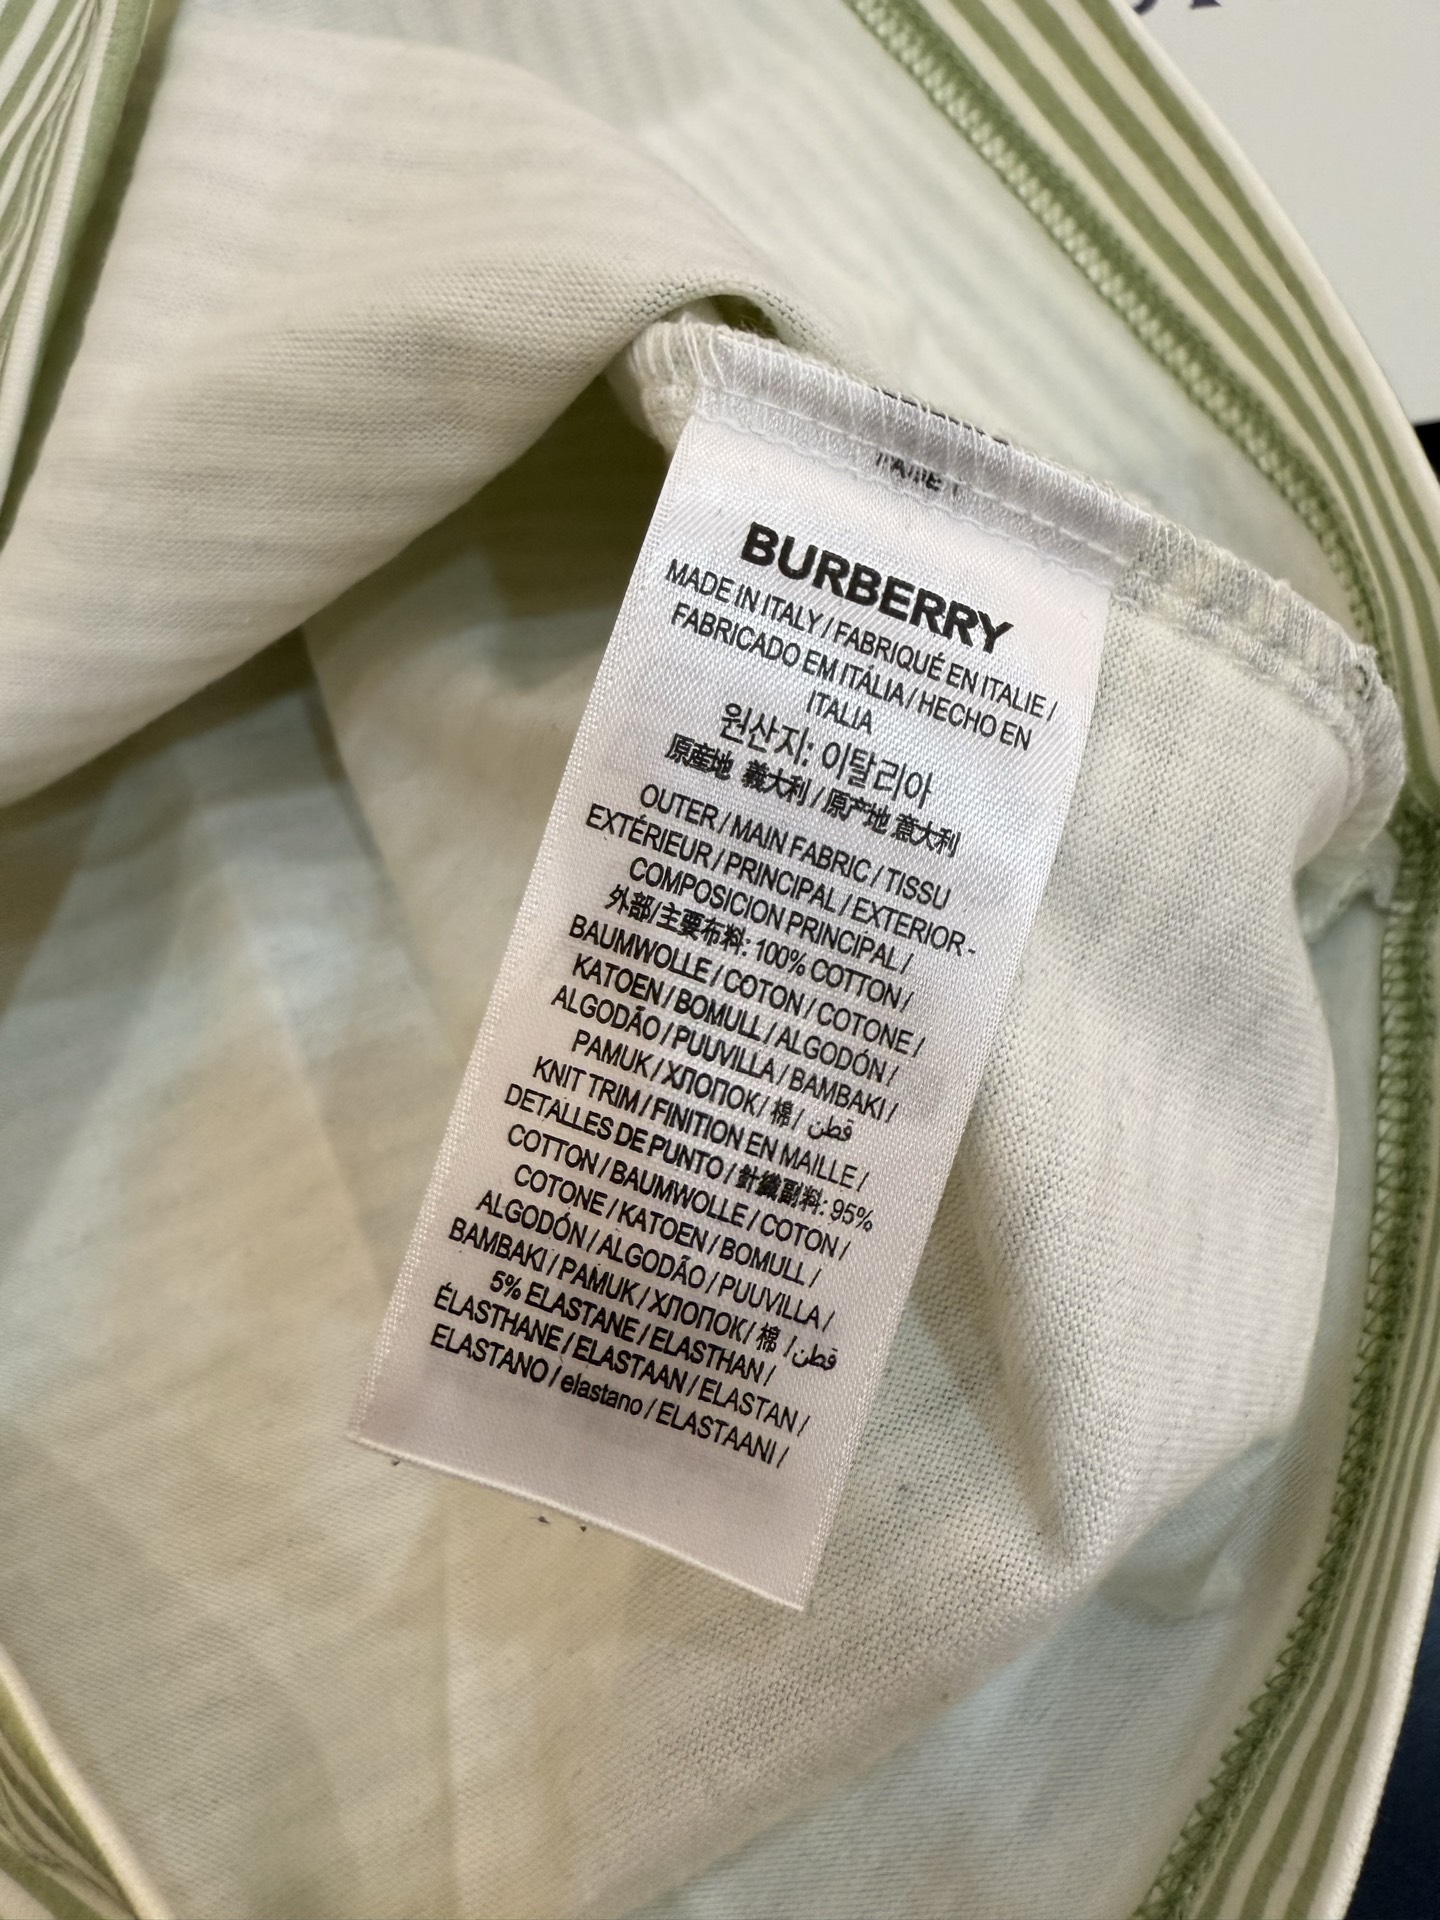 BURBERRY
MADE IN ITALY / FABRIQUÉ EN ITALIE /
FABRICADO EM ITÁLIA / HECHO EN
ITALIA
원산지: 이탈리아
原産地 義大利 / 原产地 意大利
OUTER / MAIN FABRIC / TISSU
EXTÉRIEUR / PRINCIPAL / EXTERIOR -
COMPOSICION PRINCIPAL /
外部/主要布料: 100% COTTON /
BAUMWOLLE / COTON / COTONE /
KATOEN / BOMULL / ALGODÓN /
ALGODÃO / PUUVILLA / BAMBAKI /
PAMUK / ХЛОПОК / 棉 / قطن
KNIT TRIM / FINITION EN MAILLE /
DETALLES DE PUNTO / 針織副料: 95%
COTTON / BAUMWOLLE / COTON /
COTONE / KATOEN / BOMULL /
ALGODÓN / ALGODÃO / PUUVILLA /
BAMBAKI / PAMUK / ХЛОПОК / 棉 / قطن
5% ELASTANE / ELASTHAN /
ÉLASTHANE / ELASTAAN / ELASTAN /
ELASTANO / elastano / ELASTAANI /